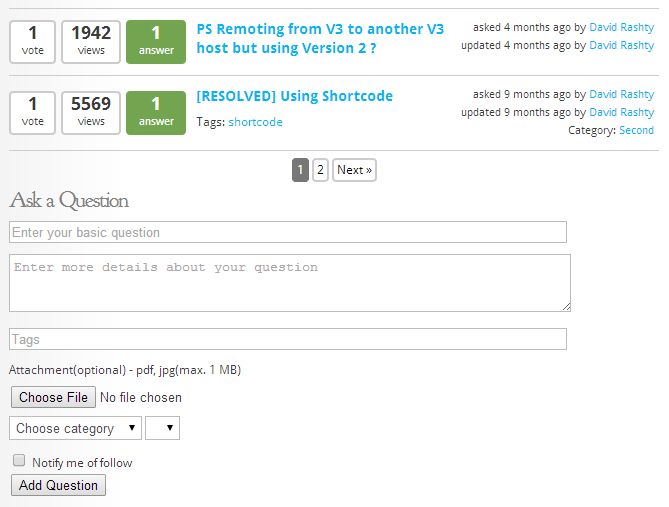 1 1942 1 PS Remoting from V3 to another V3 asked 4 months ago by David Rashty
vote views answer host but using Version 2 ? updated 4 months ago by David Rashty
1 5569 1 [RESOLVED] Using Shortcode asked 9 months ago by David Rashty
vote views answer Tags: shortcode updated 9 months ago by David Rashty
Category: Second
1 2 Next »
Ask a Question
Enter your basic question
Enter more details about your question
Tags
Attachment(optional) - pdf, jpg(max. 1 MB)
Choose File No file chosen
Choose category
Notify me of follow
Add Question